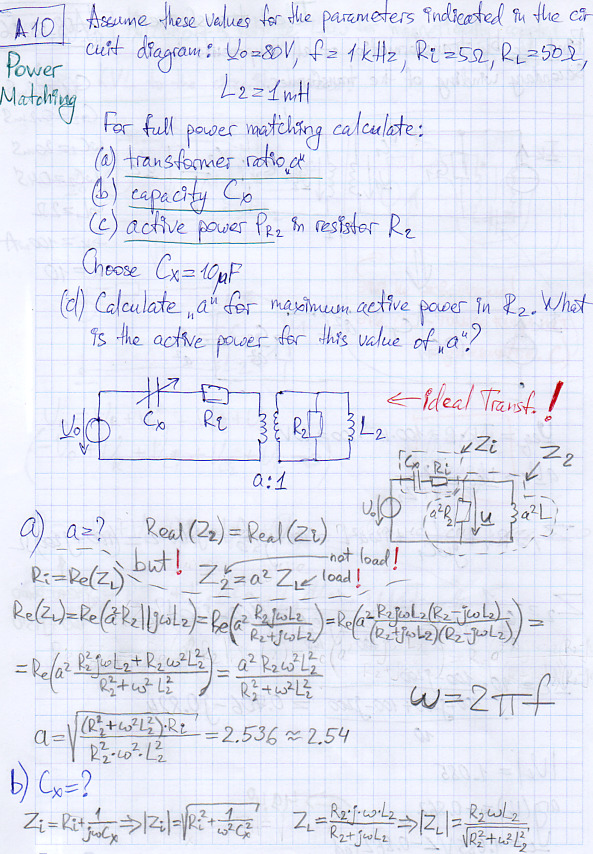 A10
Power
Matching
Assume these values for the parameters indicated in the cir
cuit diagram: U₀=80V, f=1kHz, Ri=5Ω, RL=50Ω,
L2=1mH
For full power matching calculate:
(a) transformer ratio „a"
(b) capacity Cx
(c) active power PR2 in resistor R2
Choose Cx=10μF
(d) Calculate „a" for maximum active power in R2. What
is the active power for this value of „a"?
← ideal Transf.!
U₀ Cx Ri R2 L2
a:1
Zi
Z2
Cx Ri
U₀ a²R2 U a²L
a) a=? Real(Z2)=Real(Zi)
but!
Ri=Re(ZL) Z2=a²ZL
not load!
load!
Re(ZL)=Re(a²R2||jωL2)=Re(a² R2jωL2/(R2+jωL2))=Re(a² R2jωL2(R2-jωL2)/((R2+jωL2)(R2-jωL2)))=
=Re(a² (R2²jωL2+R2ω²L2²)/(R2²+ω²L2²))=a²R2ω²L2²/(R2²+ω²L2²)
ω=2πf
a=√((R2²+ω²L2²)·Ri/(R2²·ω²·L2²))=2.536≈2.54
b) Cx=?
Zi=Ri+1/(jωCx)⇒|Zi|=√(Ri²+1/(ω²Cx²)) ZL=R2·j·ω·L2/(R2+jωL2)⇒|ZL|=R2ωL2/√(R2²+ω²L2²)